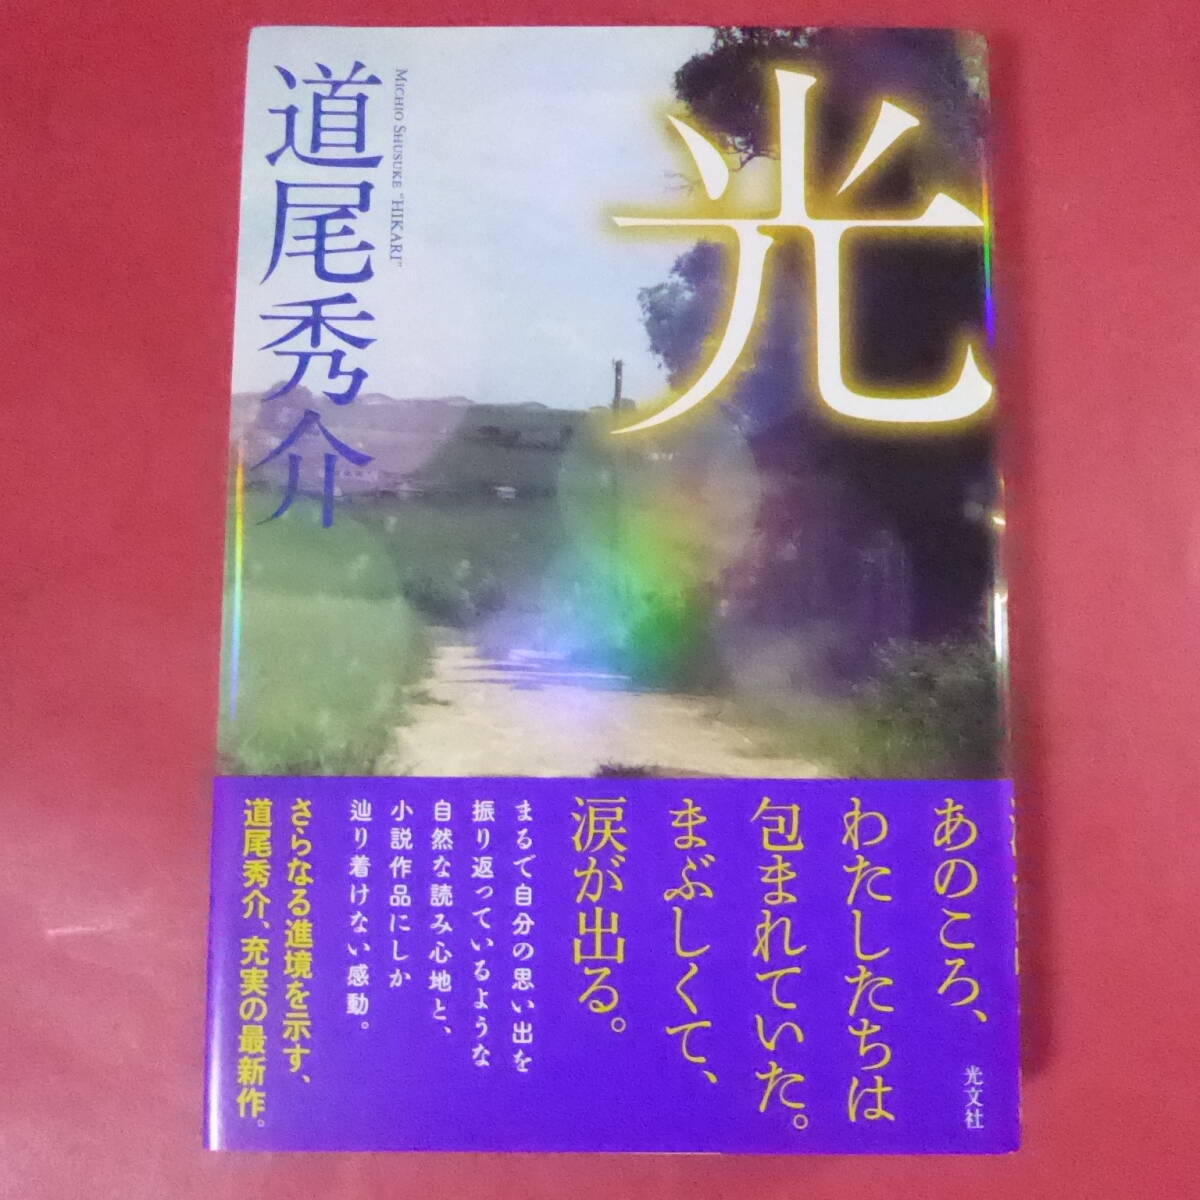 光
MICHIO SHUSUKE "HIKARI"
道尾秀介
あのころ、
わたしたちは
包まれていた。
まぶしくて、
涙が出る。
まるで自分の思い出を
振り返っているような
自然な読み心地と、
小説作品にしか
辿り着けない感動。
さらなる進境を示す、
道尾秀介、充実の最新作。
光文社